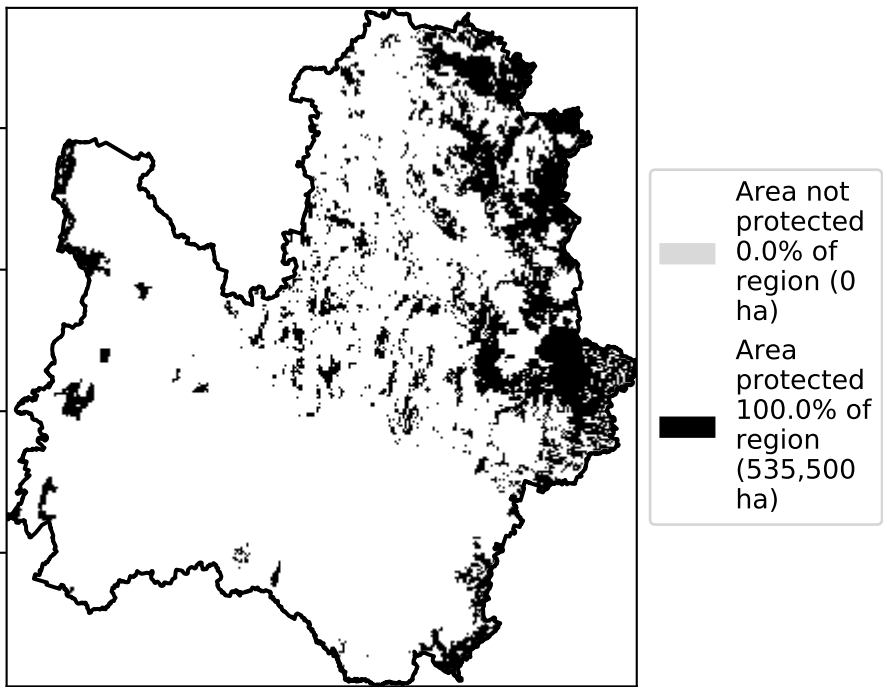 Area not
protected
0.0% of
region (0
ha)
Area
protected
100.0% of
region
(535,500
ha)